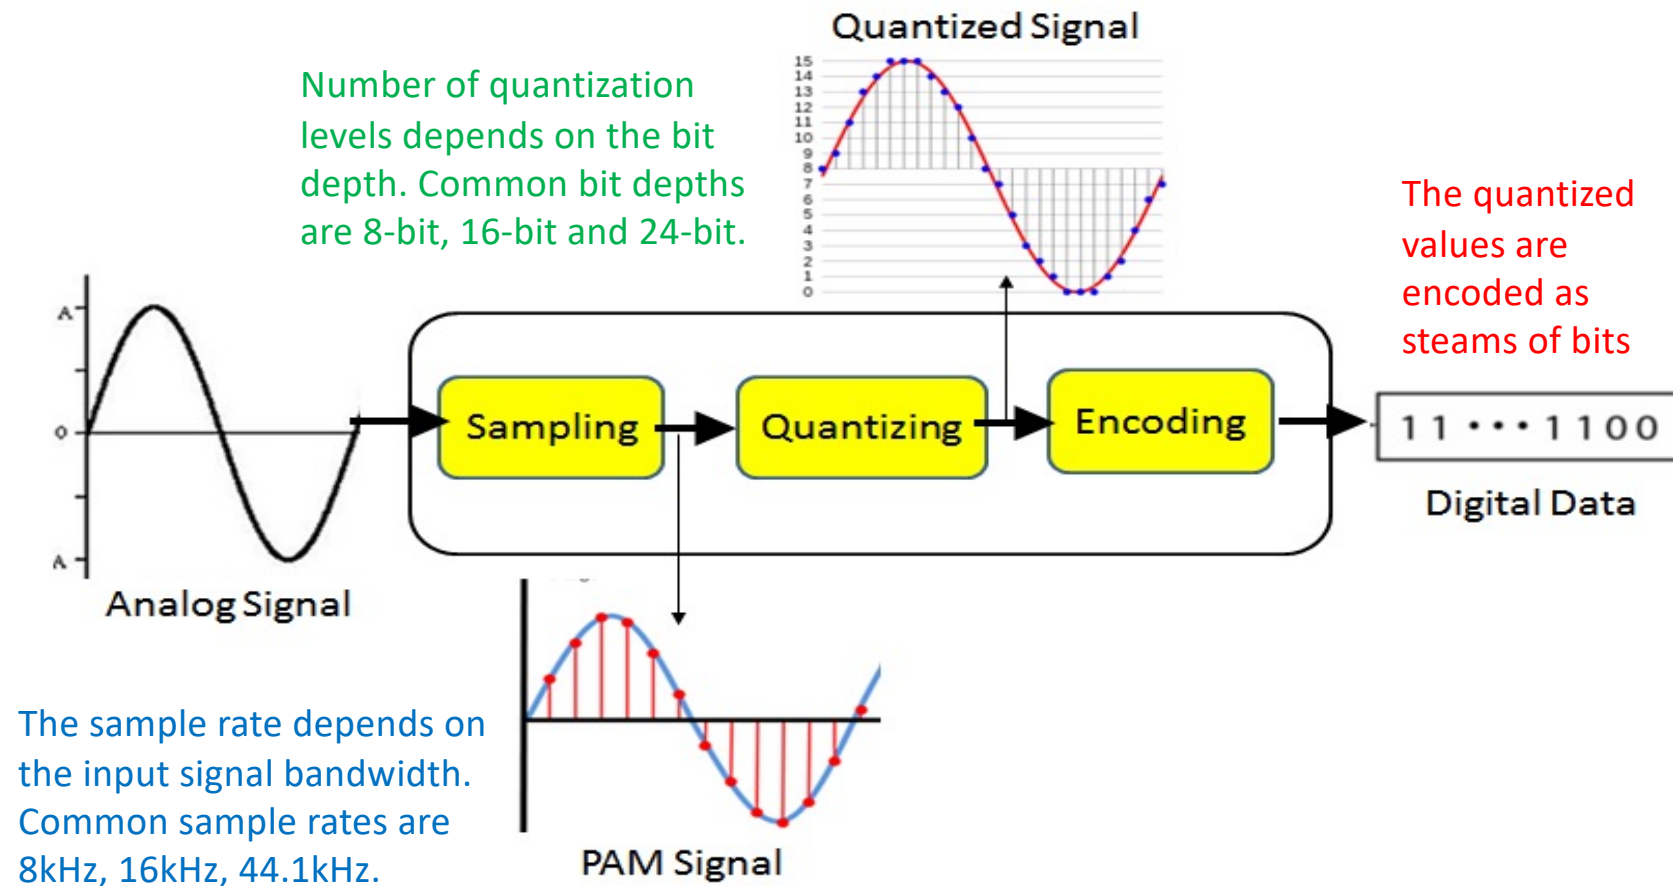 Quantized Signal
15
14
13
12
11
10
9
8
7
6
5
4
3
2
1
0
Number of quantization
levels depends on the bit
depth. Common bit depths
are 8-bit, 16-bit and 24-bit.
The quantized
values are
encoded as
steams of bits
A
0
A
Analog Signal
Sampling
Quantizing
Encoding
11 ••• 1100
Digital Data
The sample rate depends on
the input signal bandwidth.
Common sample rates are
8kHz, 16kHz, 44.1kHz.
PAM Signal